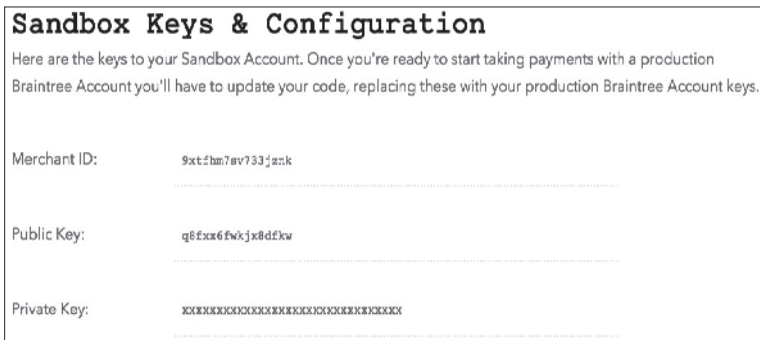 Sandbox Keys & Configuration
Here are the keys to your Sandbox Account. Once you're ready to start taking payments with a production
Braintree Account you'll have to update your code, replacing these with your production Braintree Account keys.
Merchant ID: 9xtfhm7sv733jznk
Public Key: q8fxx6fwkjx8dfkw
Private Key: xxxxxxxxxxxxxxxxxxxxxxxxxxxxxxxx